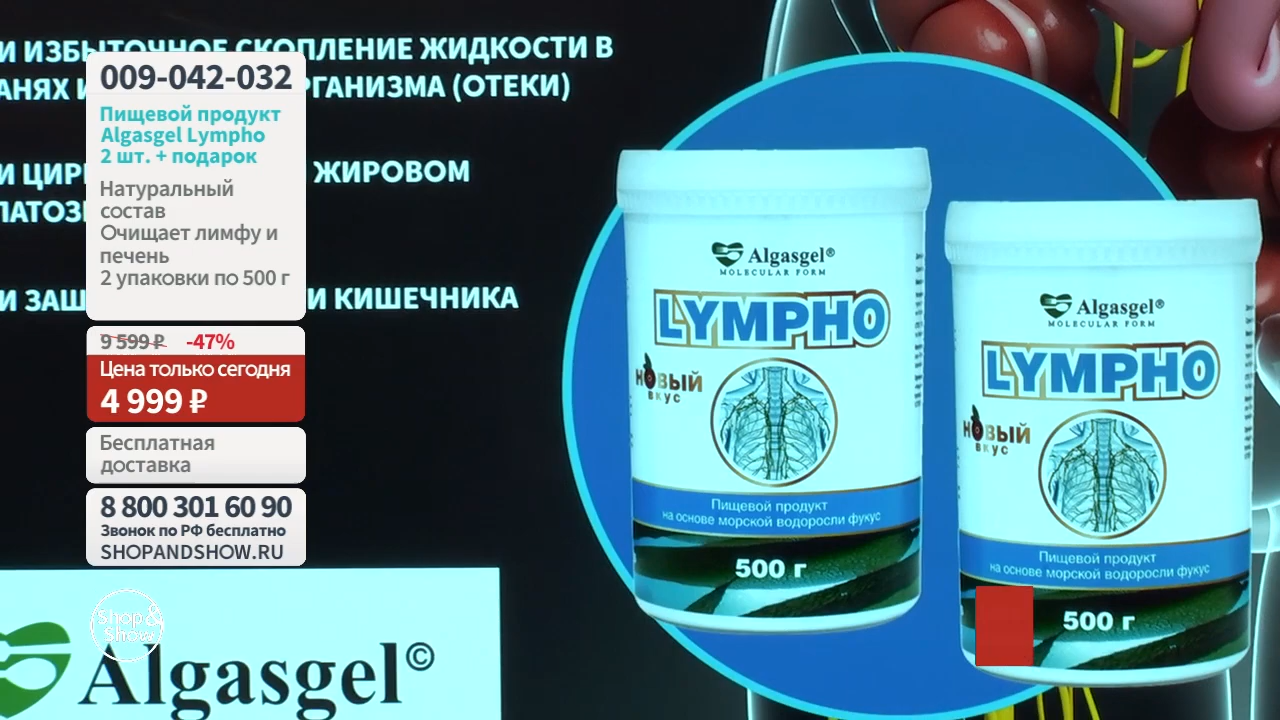 И ИЗБЫТОЧНОЕ СКОПЛЕНИЕ ЖИДКОСТИ В
(ОТЕКИ)
ЖИРОВОМ
И КИШЕЧНИКА
009-042-032
Пищевой продукт
Algasgel Lympho
2 шт. + подарок
Натуральный
состав
Очищает лимфу и
печень
2 упаковки по 500 г
9 599 ₽ -47%
Цена только сегодня
4 999 ₽
Бесплатная
доставка
8 800 301 60 90
Звонок по РФ бесплатно
SHOPANDSHOW.RU
Shop &
Show
Algasgel©
Algasgel®
MOLECULAR FORM
LYMPHO
НОВЫЙ
вкус
Пищевой продукт
на основе морской водоросли фукус
500 г
Algasgel®
MOLECULAR FORM
LYMPHO
НОВЫЙ
вкус
Пищевой продукт
на основе морской водоросли фукус
500 г